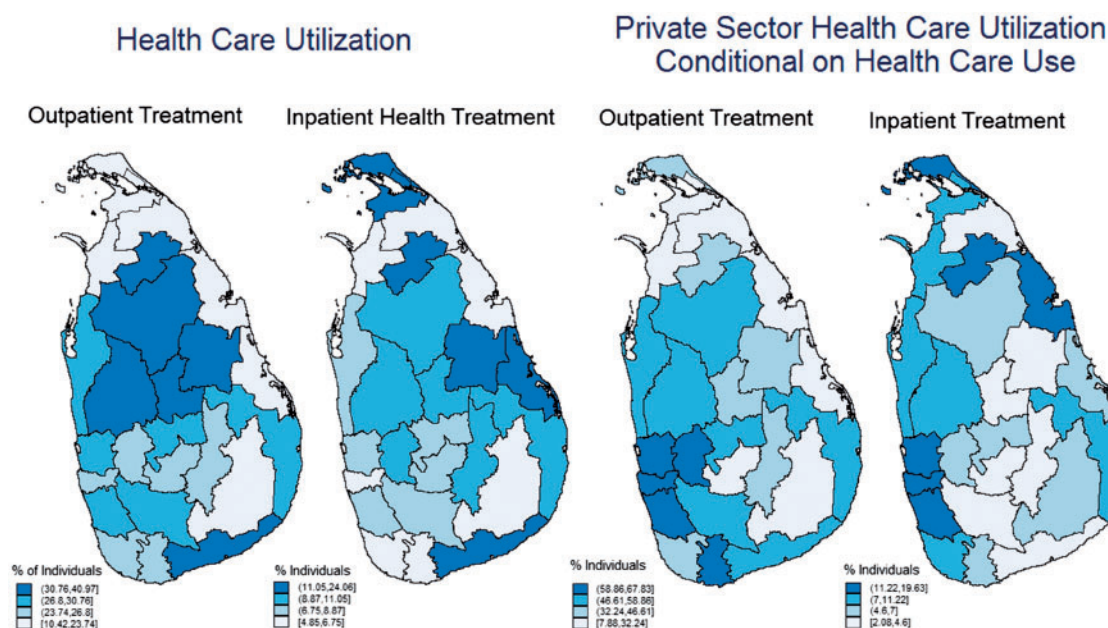 Health Care Utilization
Private Sector Health Care Utilization
Conditional on Health Care Use
Outpatient Treatment
Inpatient Health Treatment
Outpatient Treatment
Inpatient Treatment
% of Individuals
(30.76,40.97]
(26.8,30.76]
(23.74,26.8]
[10.42,23.74]
% Individuals
(11.05,24.06]
(8.87,11.05]
(6.75,8.87]
[4.85,6.75]
% Individuals
(58.86,67.83]
(46.61,58.86]
(32.24,46.61]
[7.88,32.24]
% Individuals
(11.22,19.63]
(7,11.22]
(4.6,7]
[2.08,4.6]